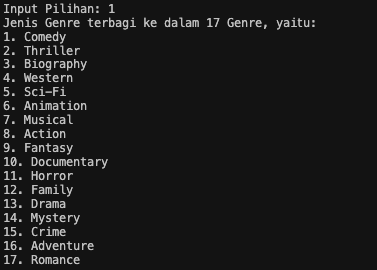 Input Pilihan: 1
Jenis Genre terbagi ke dalam 17 Genre, yaitu:
1. Comedy
2. Thriller
3. Biography
4. Western
5. Sci-Fi
6. Animation
7. Musical
8. Action
9. Fantasy
10. Documentary
11. Horror
12. Family
13. Drama
14. Mystery
15. Crime
16. Adventure
17. Romance